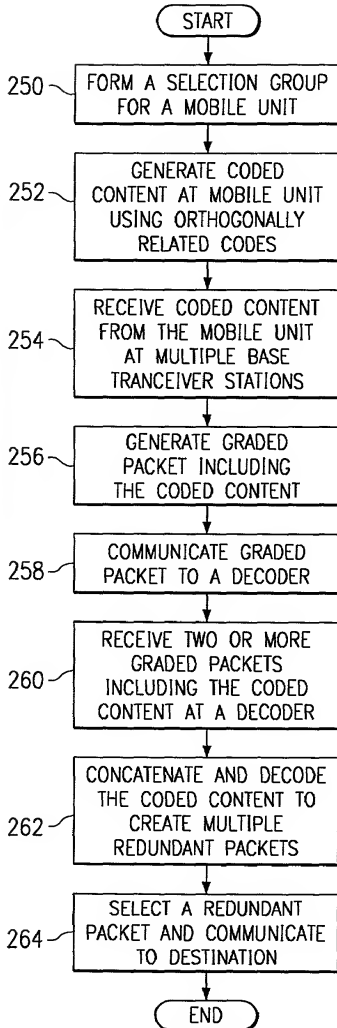 START
250
FORM A SELECTION GROUP
FOR A MOBILE UNIT
252
GENERATE CODED
CONTENT AT MOBILE UNIT
USING ORTHOGONALLY
RELATED CODES
254
RECEIVE CODED CONTENT
FROM THE MOBILE UNIT
AT MULTIPLE BASE
TRANCEIVER STATIONS
256
GENERATE GRADED
PACKET INCLUDING
THE CODED CONTENT
258
COMMUNICATE GRADED
PACKET TO A DECODER
260
RECEIVE TWO OR MORE
GRADED PACKETS
INCLUDING THE CODED
CONTENT AT A DECODER
262
CONCATENATE AND DECODE
THE CODED CONTENT TO
CREATE MULTIPLE
REDUNDANT PACKETS
264
SELECT A REDUNDANT
PACKET AND COMMUNICATE
TO DESTINATION
END